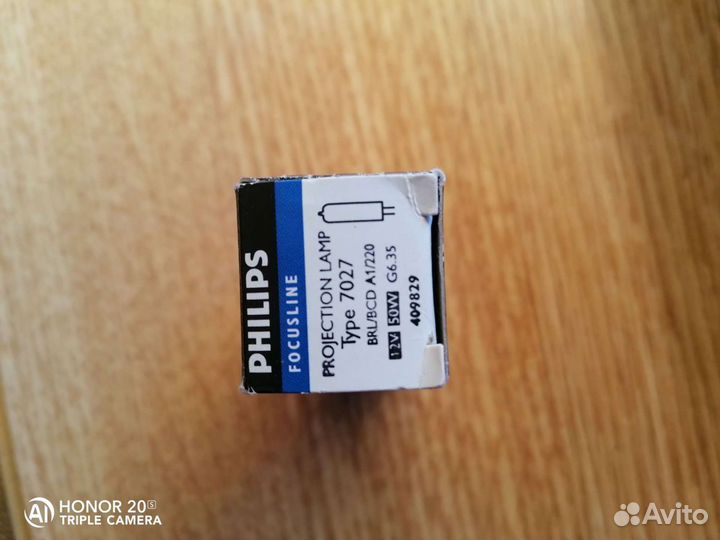 PHILIPS
FOCUSLINE
PROJECTION LAMP
Type 7027
BRL/BCD A1/220
12V 50W G6.35
409829
AI HONOR 20S
TRIPLE CAMERA
Avito